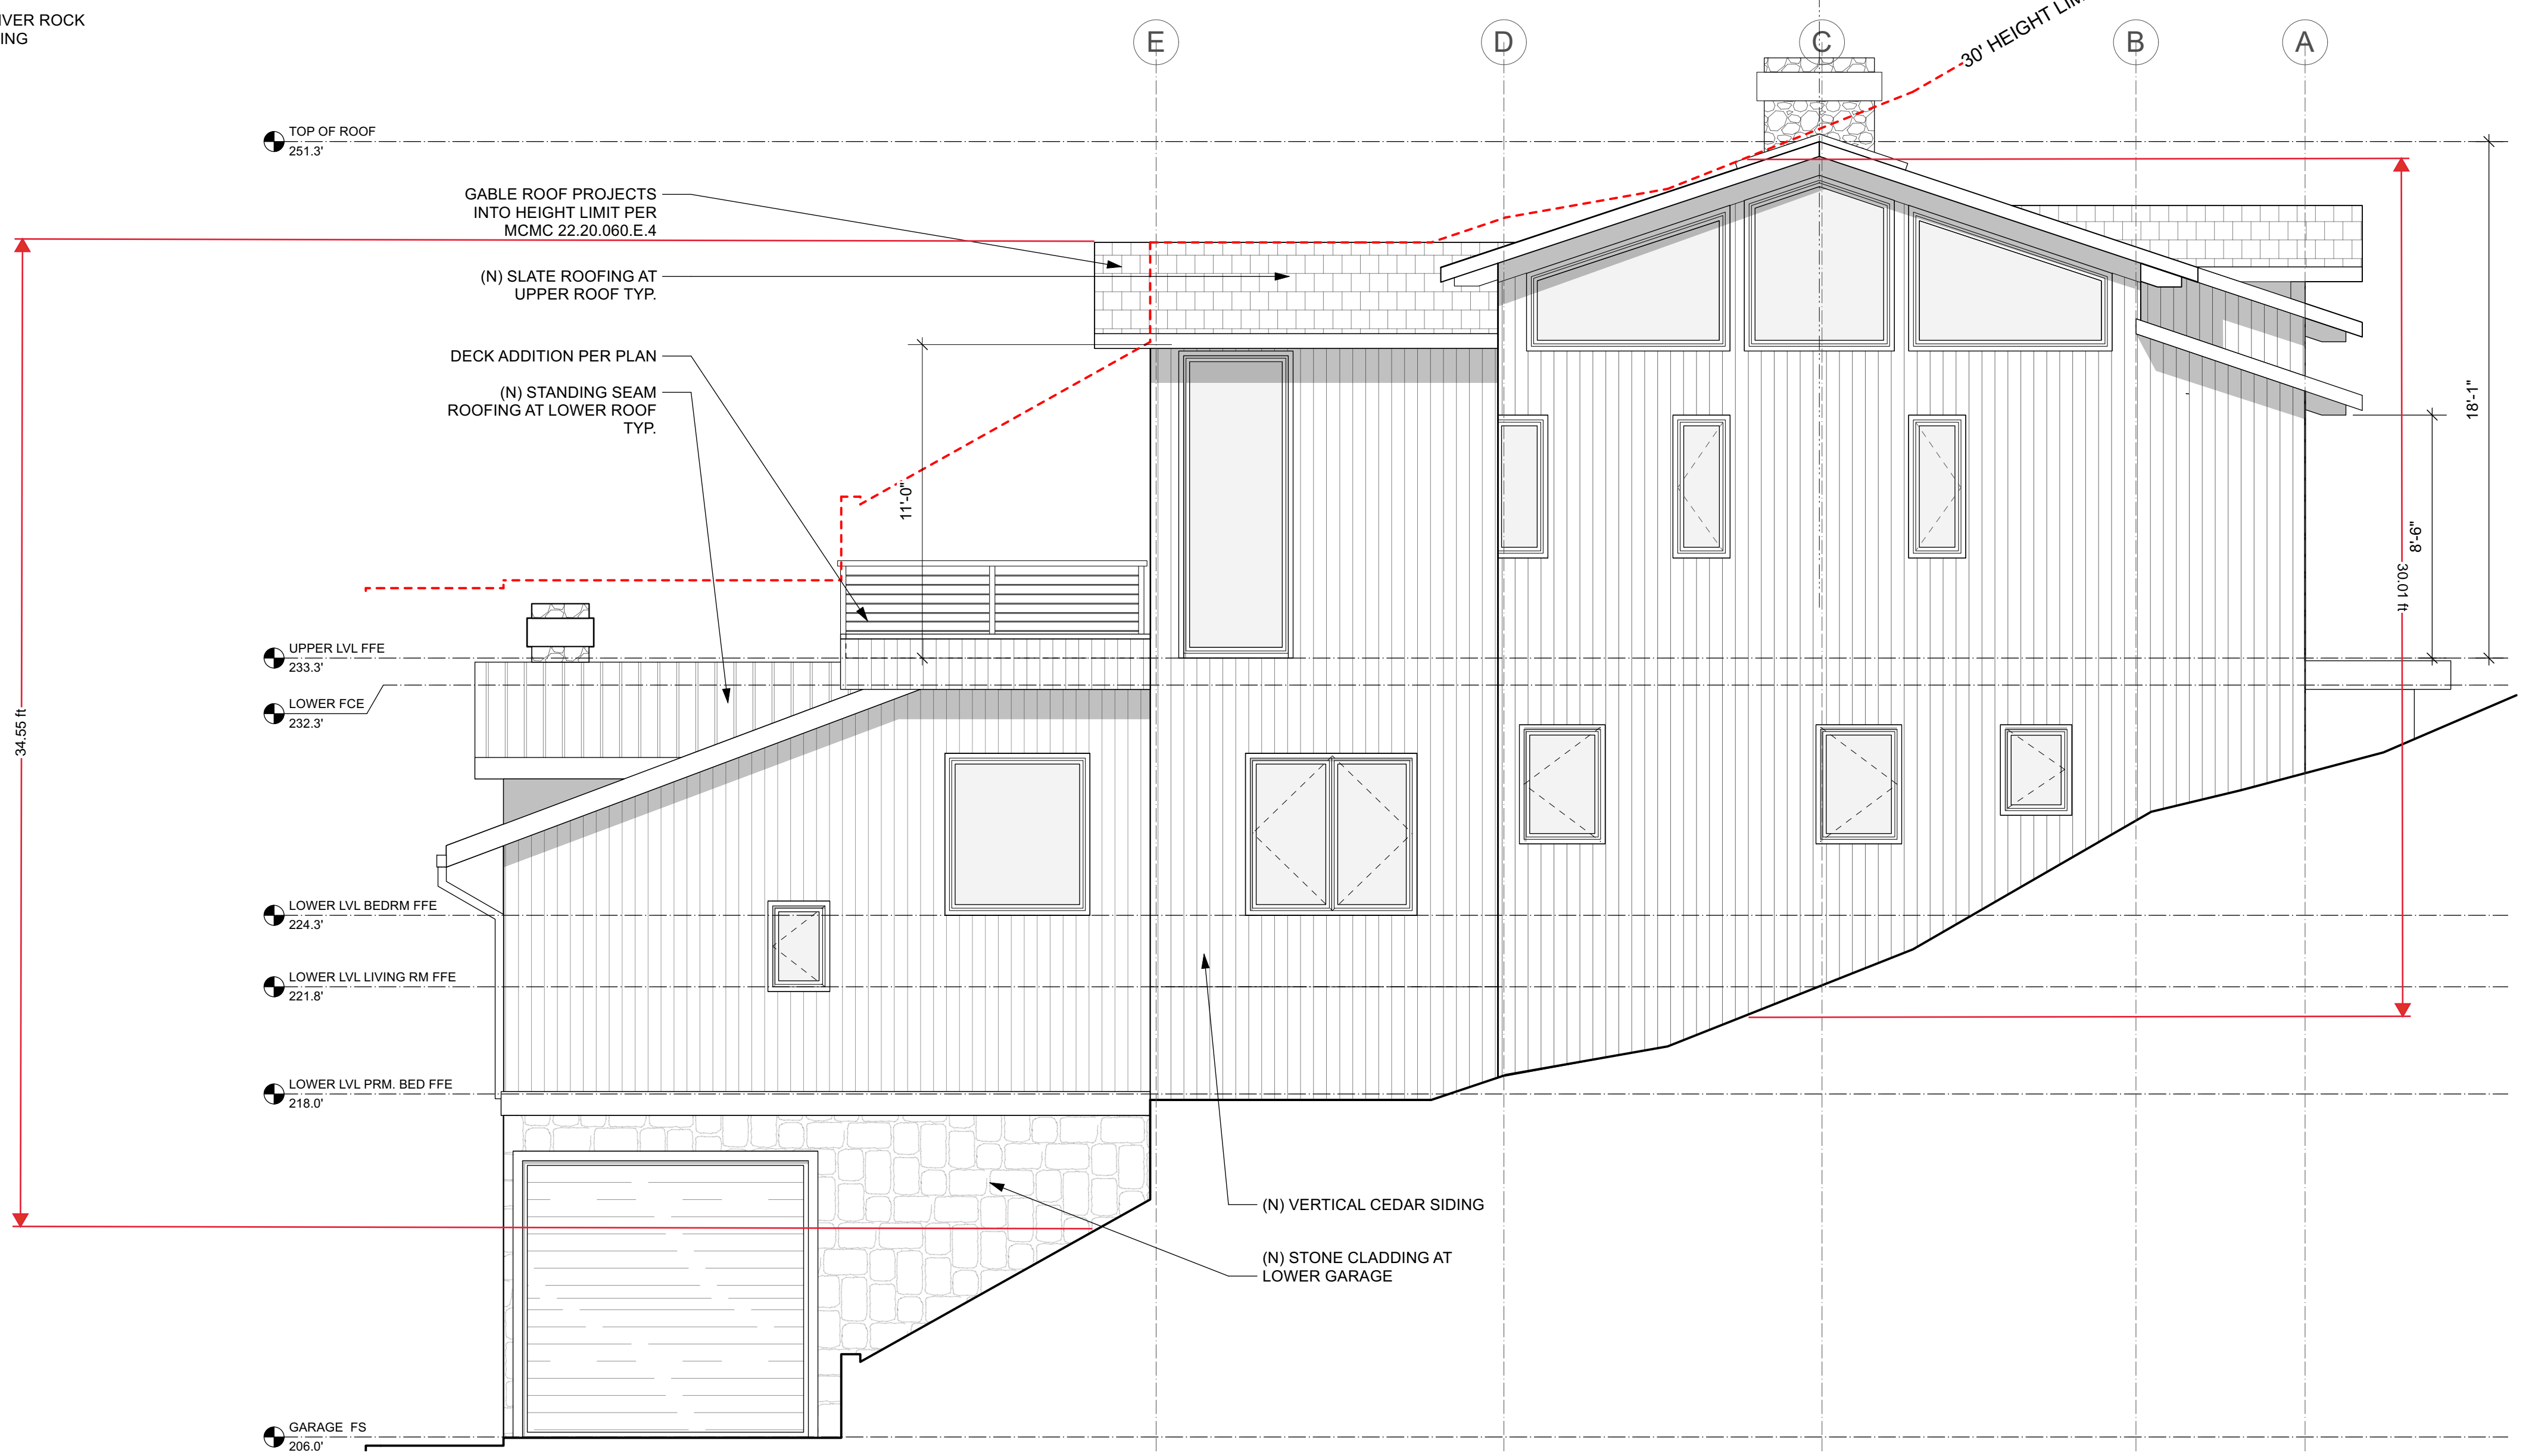 IVER ROCK
ING
E
D
C
B
A
30' HEIGHT LIM
TOP OF ROOF
251.3'
GABLE ROOF PROJECTS
INTO HEIGHT LIMIT PER
MCMC 22.20.060.E.4
(N) SLATE ROOFING AT
UPPER ROOF TYP.
DECK ADDITION PER PLAN
(N) STANDING SEAM
ROOFING AT LOWER ROOF
TYP.
11'-0"
18'-1"
8'-9"
30.01 ft
34.55 ft
UPPER LVL FFE
233.3'
LOWER FCE
232.3'
LOWER LVL BEDRM FFE
224.3'
LOWER LVL LIVING RM FFE
221.8'
LOWER LVL PRM. BED FFE
218.0'
(N) VERTICAL CEDAR SIDING
(N) STONE CLADDING AT
LOWER GARAGE
GARAGE FS
206.0'